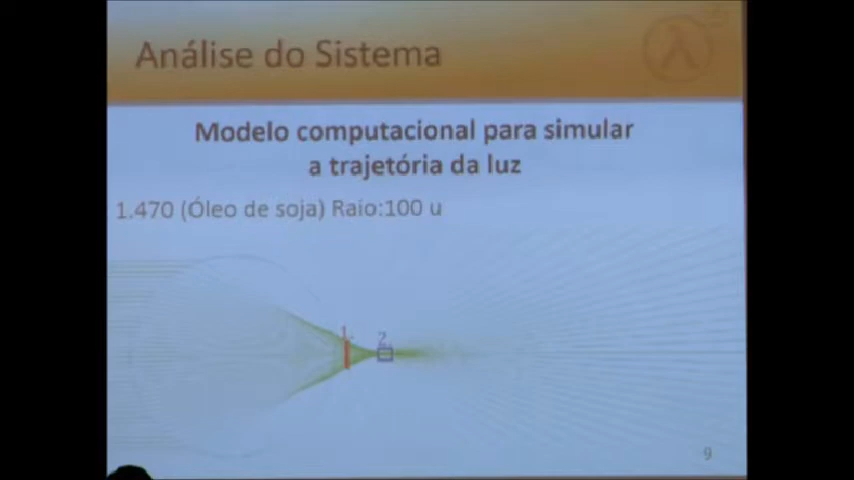 Análise do Sistema
Modelo computacional para simular
a trajetória da luz
1.470 (Óleo de soja) Raio:100 u
1.
2.
9